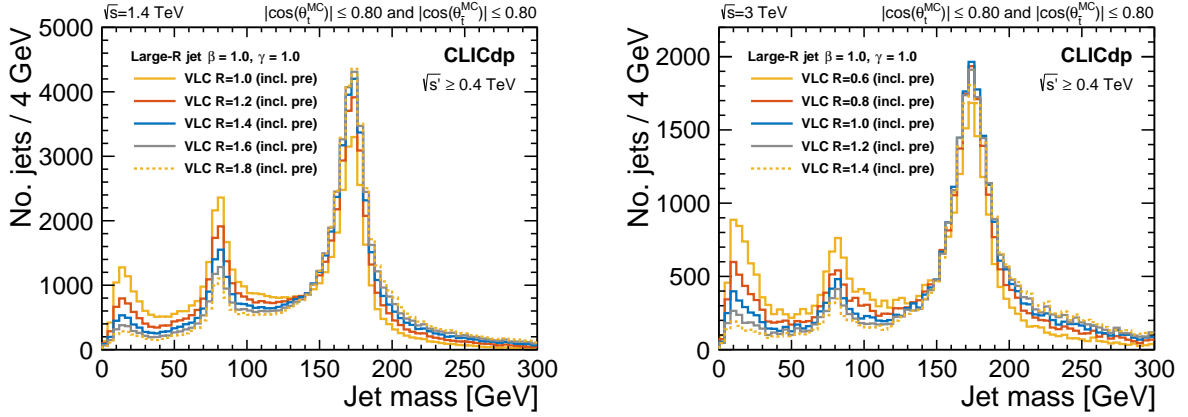 √s=1.4 TeV |cos(θ_t^MC)| ≤ 0.80 and |cos(θ_t̄^MC)| ≤ 0.80
No. jets / 4 GeV
5000
4000
3000
2000
1000
0
Large-R jet β = 1.0, γ = 1.0
VLC R=1.0 (incl. pre)
VLC R=1.2 (incl. pre)
VLC R=1.4 (incl. pre)
VLC R=1.6 (incl. pre)
VLC R=1.8 (incl. pre)
CLICdp
√s' ≥ 0.4 TeV
0 50 100 150 200 250 300
Jet mass [GeV]
√s=3 TeV |cos(θ_t^MC)| ≤ 0.80 and |cos(θ_t̄^MC)| ≤ 0.80
No. jets / 4 GeV
2000
1500
1000
500
0
Large-R jet β = 1.0, γ = 1.0
VLC R=0.6 (incl. pre)
VLC R=0.8 (incl. pre)
VLC R=1.0 (incl. pre)
VLC R=1.2 (incl. pre)
VLC R=1.4 (incl. pre)
CLICdp
√s' ≥ 0.4 TeV
0 50 100 150 200 250 300
Jet mass [GeV]